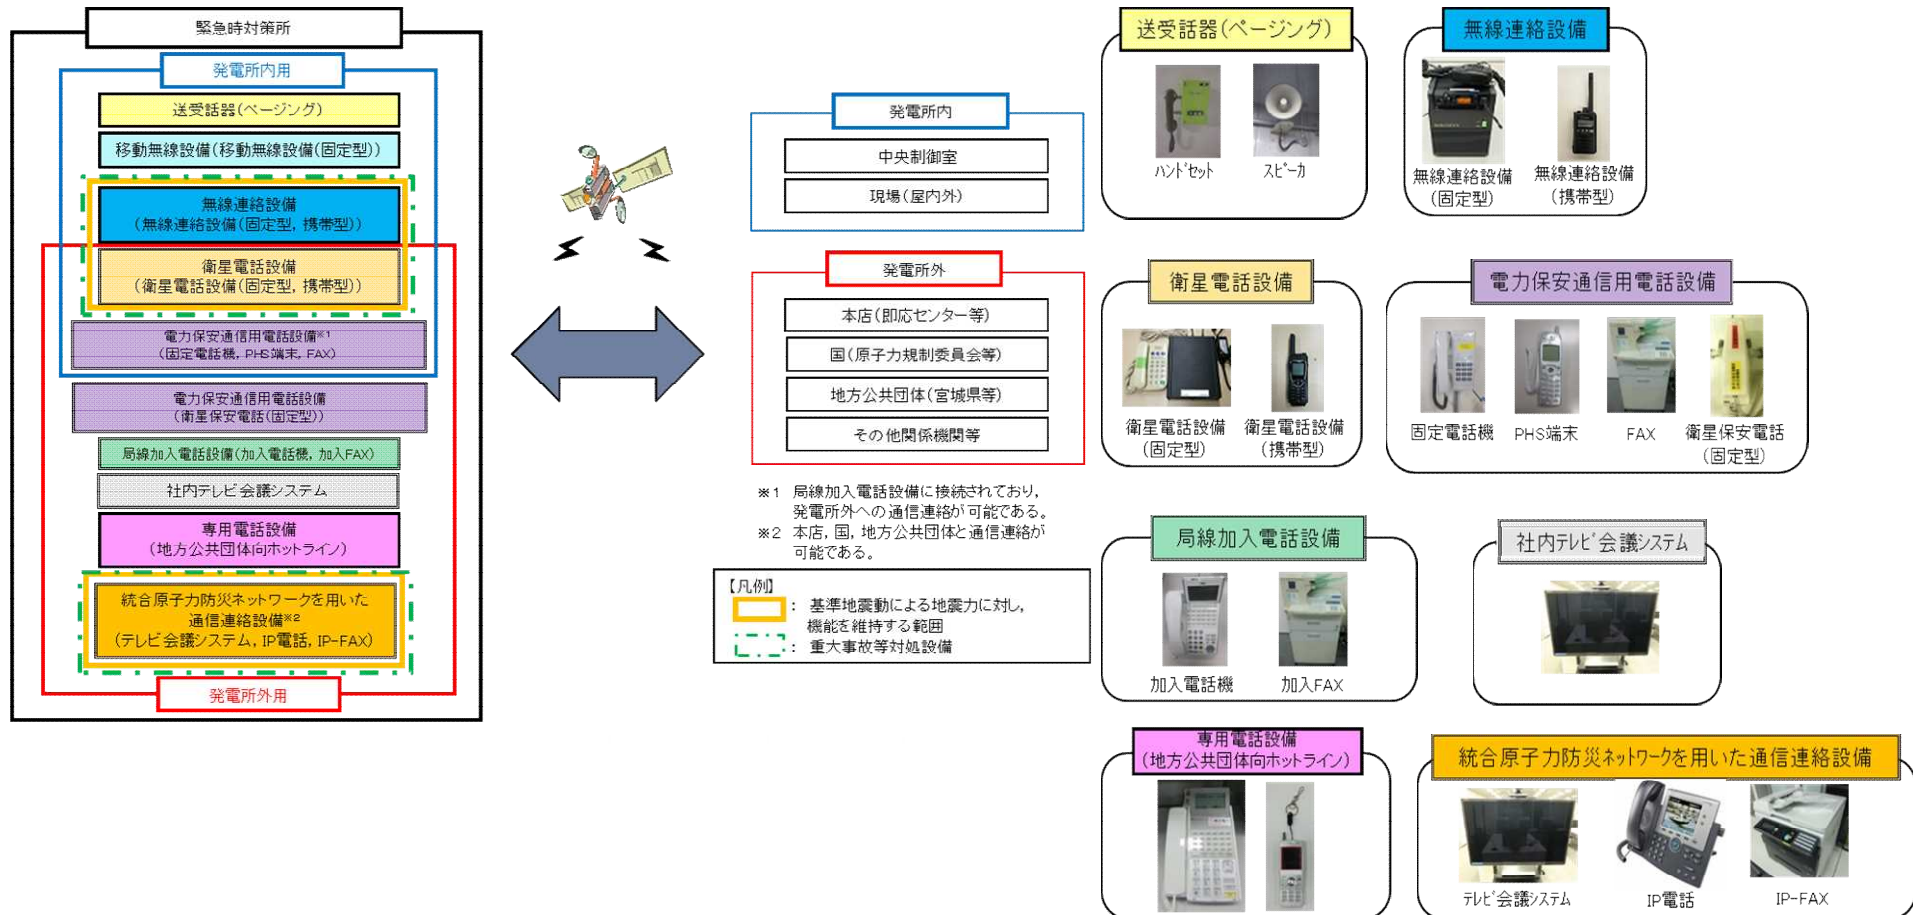 緊急時対策所
発電所内用
送受話器(ページング)
移動無線設備(移動無線設備(固定型))
無線連絡設備
(無線連絡設備(固定型, 携帯型))
衛星電話設備
(衛星電話設備(固定型, 携帯型))
電力保安通信用電話設備※1
(固定電話機, PHS端末, FAX)
電力保安通信用電話設備
(衛星保安電話(固定型))
局線加入電話設備(加入電話機, 加入FAX)
社内テレビ会議システム
専用電話設備
(地方公共団体向ホットライン)
統合原子力防災ネットワークを用いた
通信連絡設備※2
(テレビ会議システム, IP電話, IP-FAX)
発電所外用
発電所内
中央制御室
現場(屋内外)
発電所外
本店(即応センター等)
国(原子力規制委員会等)
地方公共団体(宮城県等)
その他関係機関等
※1 局線加入電話設備に接続されており,
発電所外への通信連絡が可能である。
※2 本店, 国, 地方公共団体と通信連絡が
可能である。
【凡例】
: 基準地震動による地震力に対し,
機能を維持する範囲
: 重大事故等対処設備
送受話器(ページング)
ハンドセット
スピーカ
無線連絡設備
無線連絡設備
(固定型)
無線連絡設備
(携帯型)
衛星電話設備
衛星電話設備
(固定型)
衛星電話設備
(携帯型)
電力保安通信用電話設備
固定電話機
PHS端末
FAX
衛星保安電話
(固定型)
局線加入電話設備
加入電話機
加入FAX
社内テレビ会議システム
専用電話設備
(地方公共団体向ホットライン)
統合原子力防災ネットワークを用いた通信連絡設備
テレビ会議システム
IP電話
IP-FAX